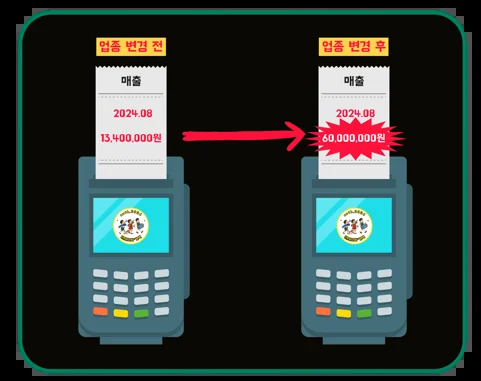 업종 변경 전
매출
2024.08
13,400,000원
업종 변경 후
매출
2024.08
60,000,000원